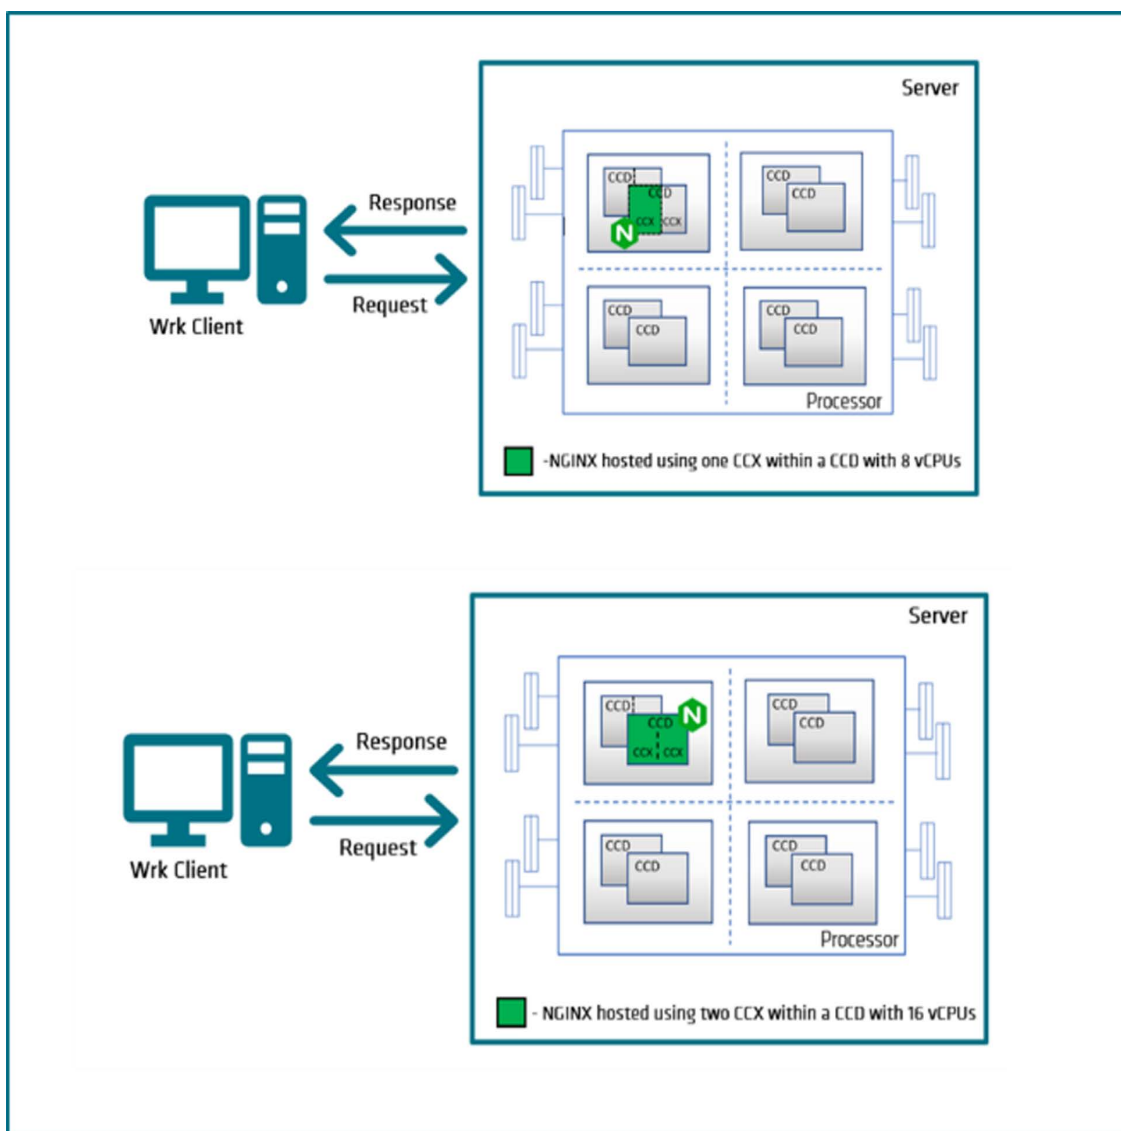 Server
CCD
CCD
CCX
CCX
N
CCD
CCD
Response
Request
Wrk Client
CCD
CCD
CCD
CCD
Processor
-NGINX hosted using one CCX within a CCD with 8 vCPUs
Server
CCD
CCD
CCX
CCX
N
CCD
CCD
Response
Request
Wrk Client
CCD
CCD
CCD
CCD
Processor
- NGINX hosted using two CCX within a CCD with 16 vCPUs